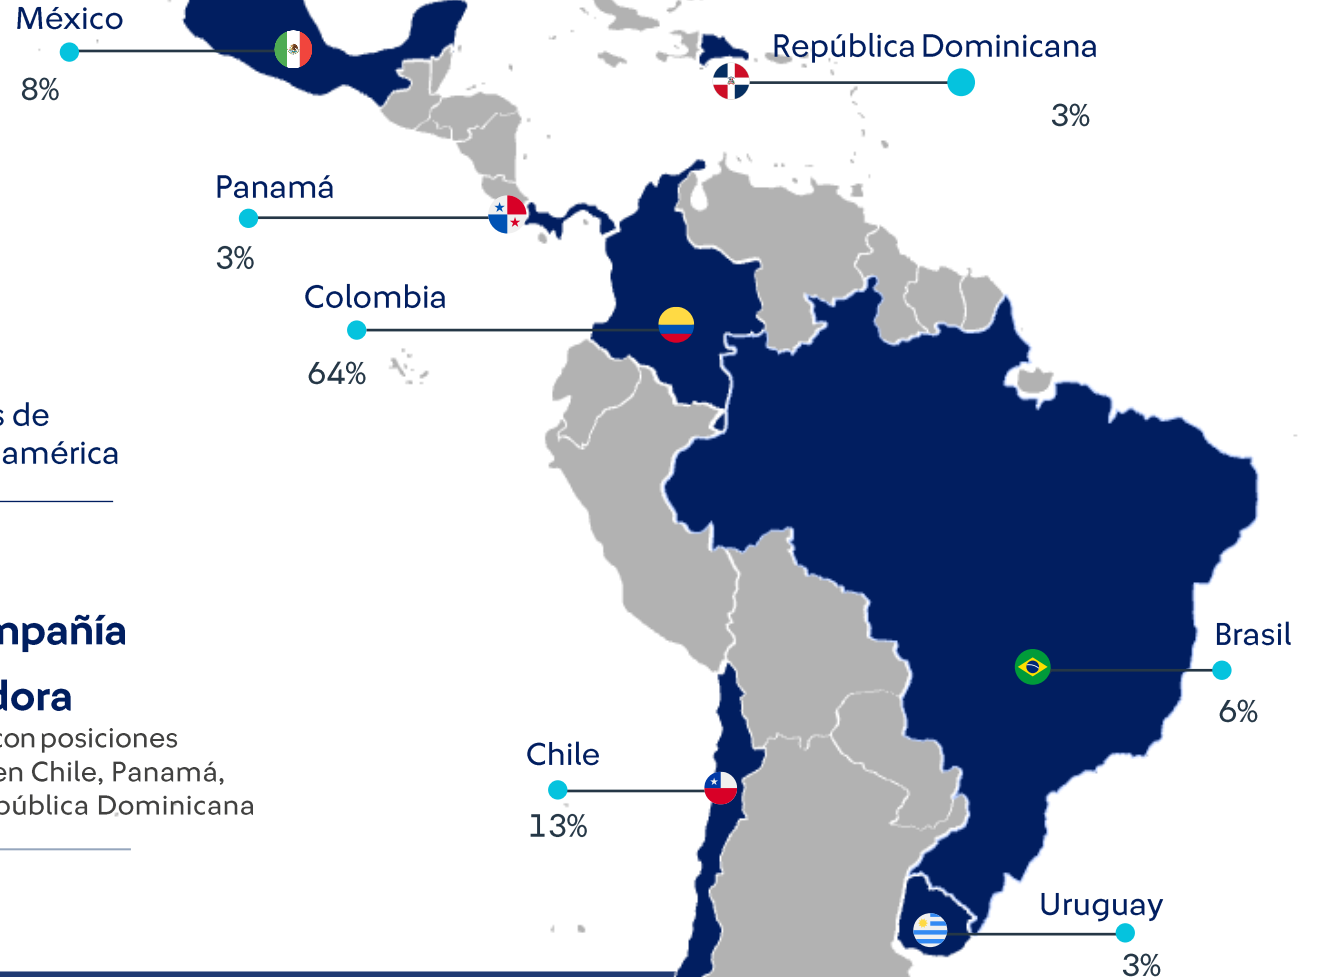 México
8%
República Dominicana
3%
Panamá
3%
Colombia
64%
s de
américa
mpañía
dora
con posiciones
en Chile, Panamá,
pública Dominicana
Brasil
6%
Chile
13%
Uruguay
3%